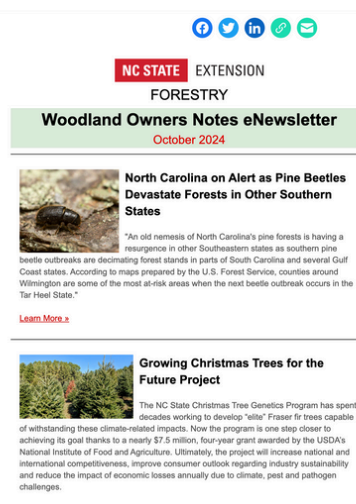 NC STATE EXTENSION
FORESTRY
Woodland Owners Notes eNewsletter
October 2024
North Carolina on Alert as Pine Beetles
Devastate Forests in Other Southern
States
"An old nemesis of North Carolina's pine forests is having a
resurgence in other Southeastern states as southern pine
beetle outbreaks are decimating forest stands in parts of South Carolina and several Gulf
Coast states. According to maps prepared by the U.S. Forest Service, counties around
Wilmington are some of the most at-risk areas when the next beetle outbreak occurs in the
Tar Heel State."
Learn More »
Growing Christmas Trees for the
Future Project
The NC State Christmas Tree Genetics Program has spent
decades working to develop "elite" Fraser fir trees capable
of withstanding these climate-related impacts. Now the program is one step closer to
achieving its goal thanks to a nearly $7.5 million, four-year grant awarded by the USDA's
National Institute of Food and Agriculture. Ultimately, the project will increase national and
international competitiveness, improve consumer outlook regarding industry sustainability
and reduce the impact of economic losses annually due to climate, pest and pathogen
challenges.